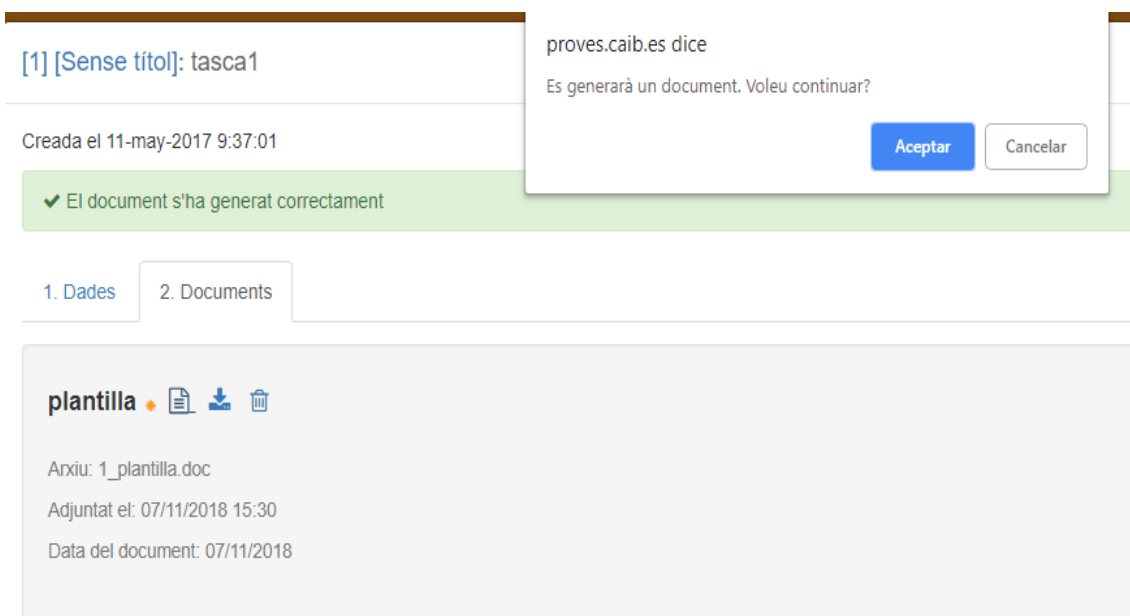 [1] [Sense títol]: tasca1
proves.caib.es dice
Es generarà un document. Voleu continuar?
Aceptar Cancelar
Creada el 11-may-2017 9:37:01
El document s'ha generat correctament
1. Dades 2. Documents
plantilla
Arxiu: 1_plantilla.doc
Adjuntat el: 07/11/2018 15:30
Data del document: 07/11/2018